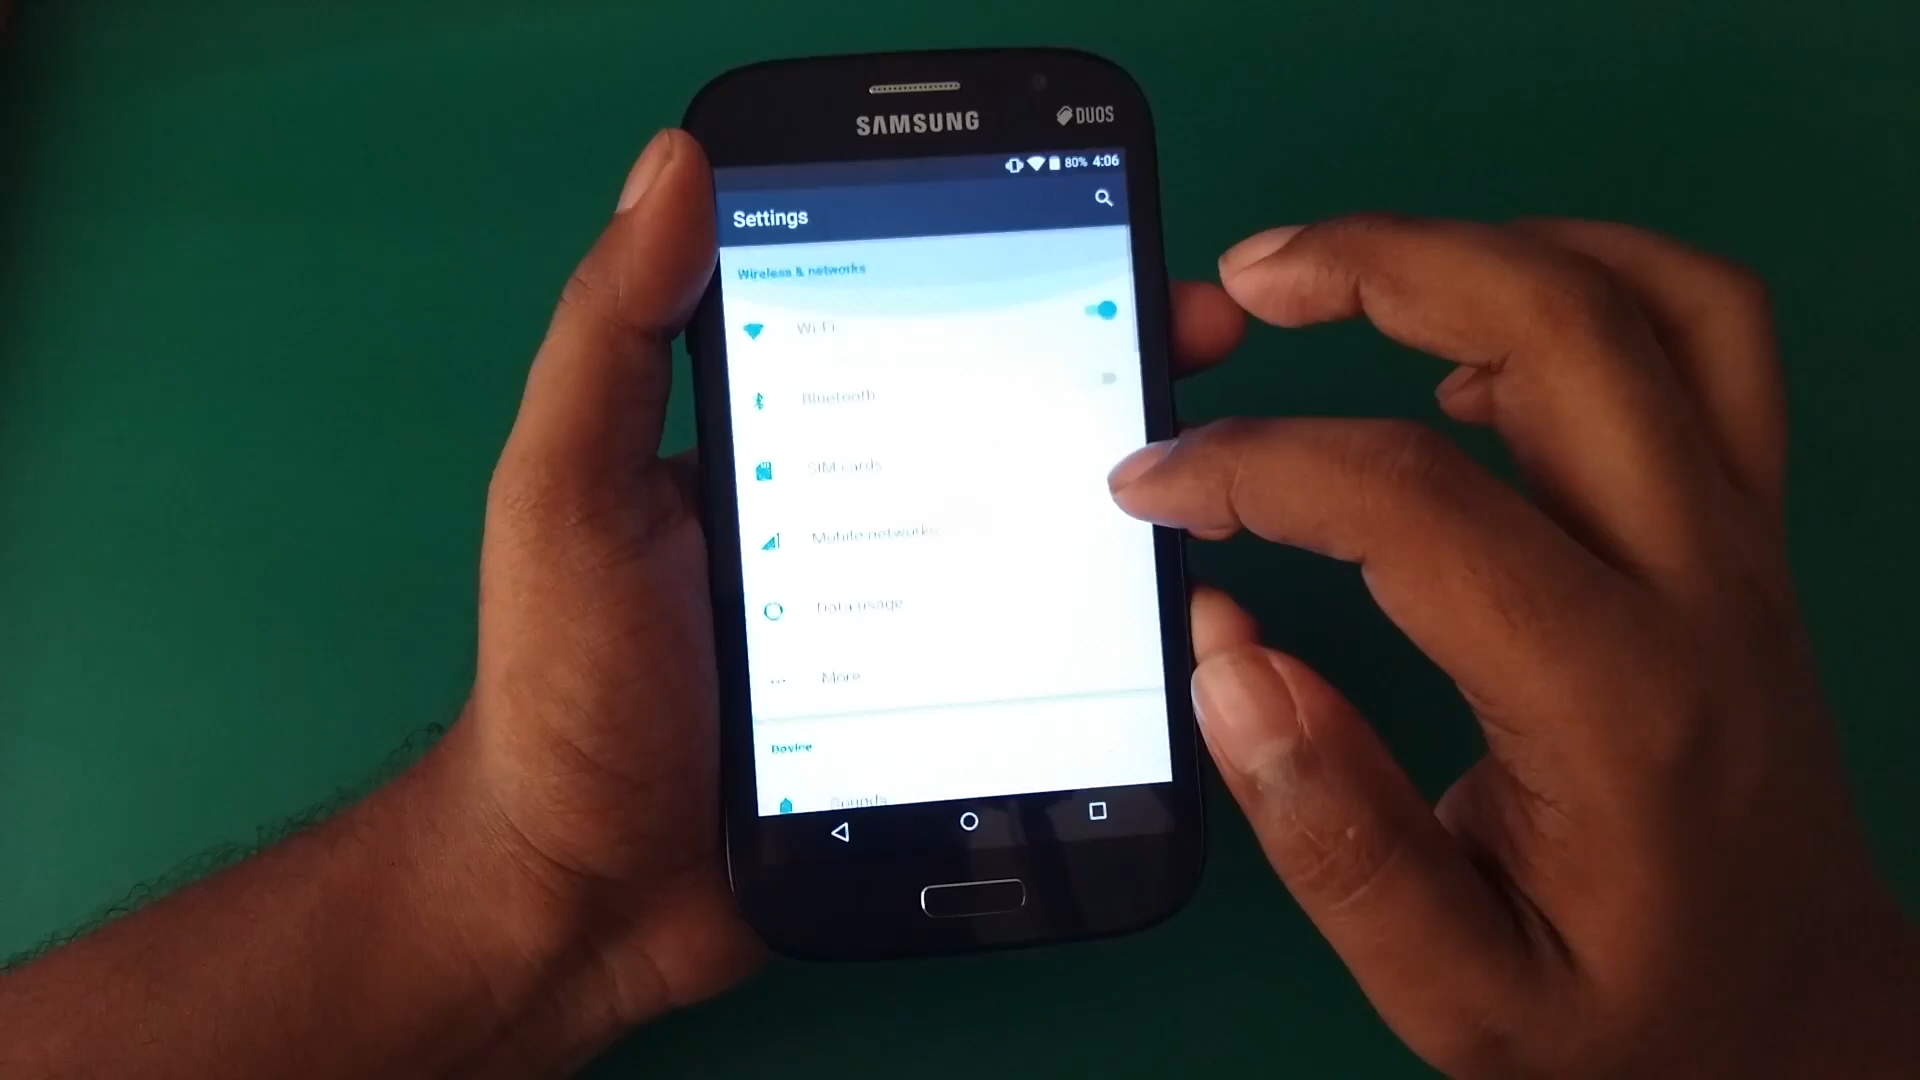 SAMSUNG
DUOS
80% 4:06
Settings
Wireless & networks
Wi-Fi
Bluetooth
SIM cards
Mobile networks
Data usage
More
Device
Sounds